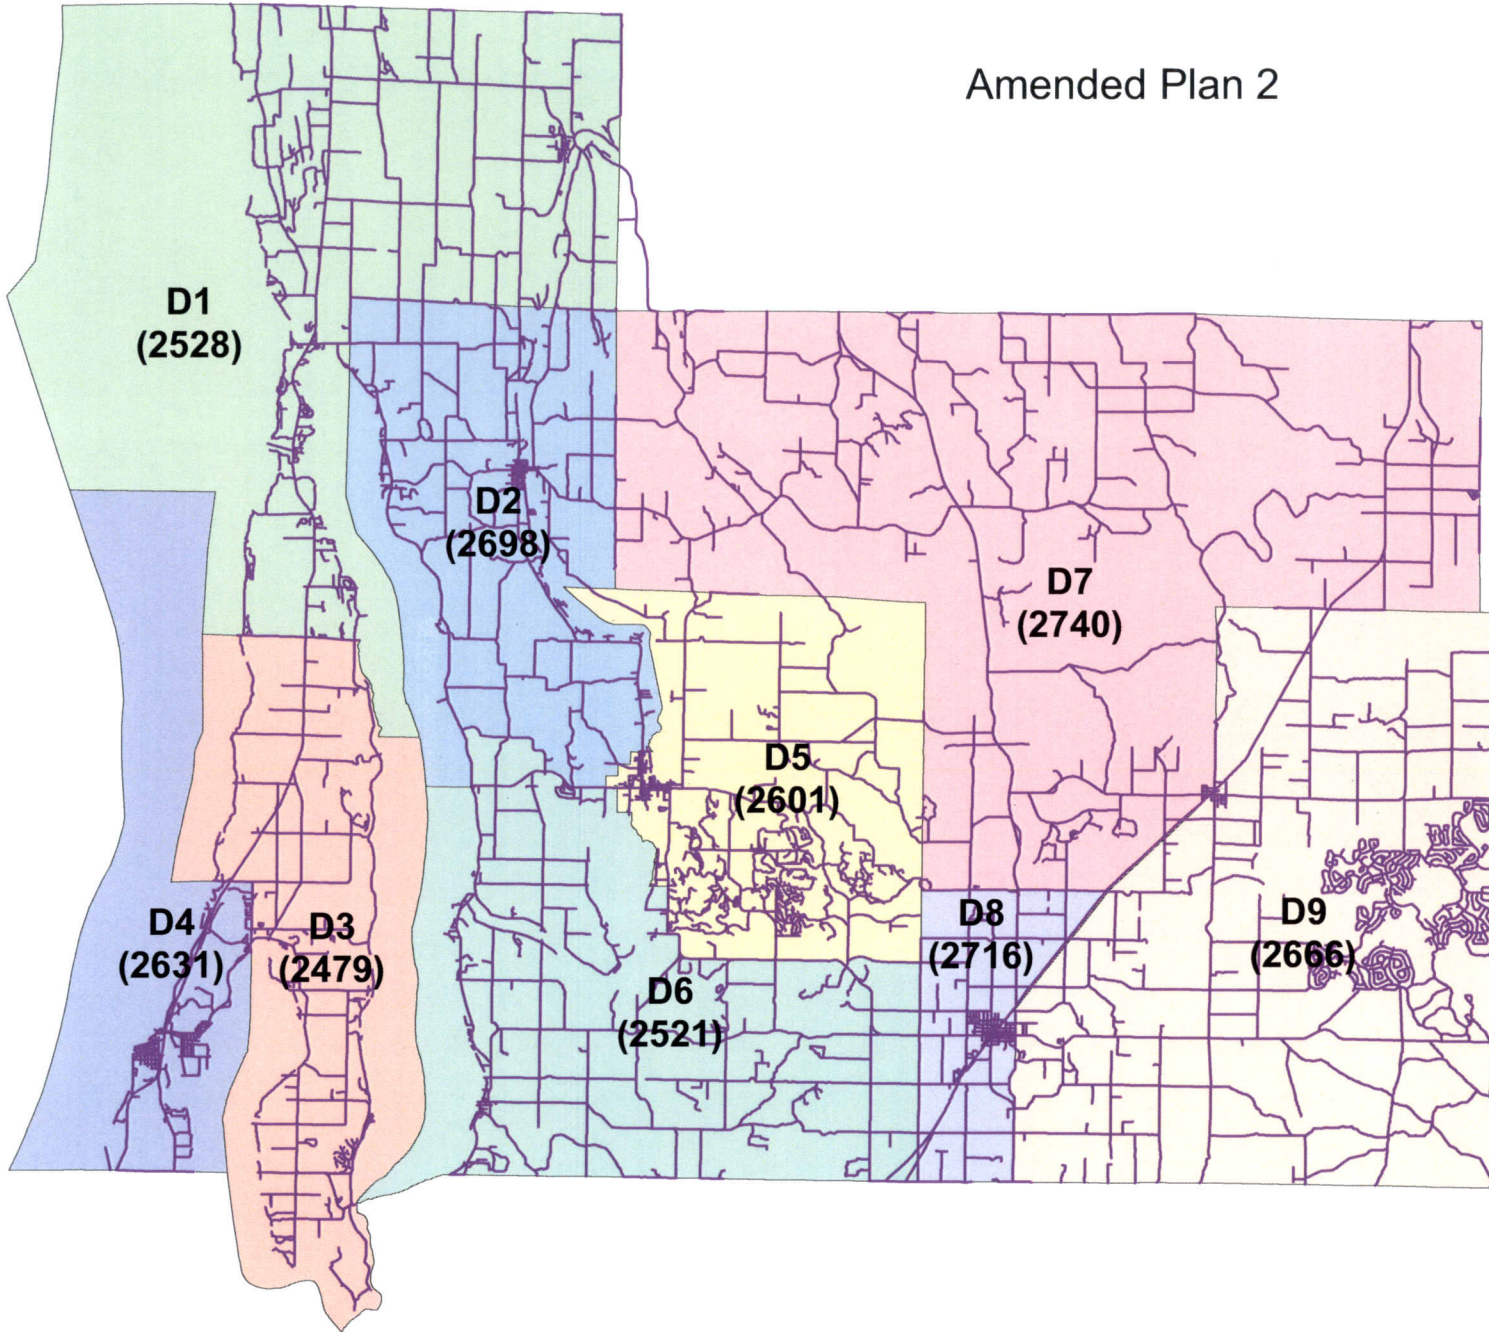 Amended Plan 2
D1
(2528)
D2
(2698)
D7
(2740)
D5
(2601)
D4
(2631)
D3
(2479)
D6
(2521)
D8
(2716)
D9
(2666)